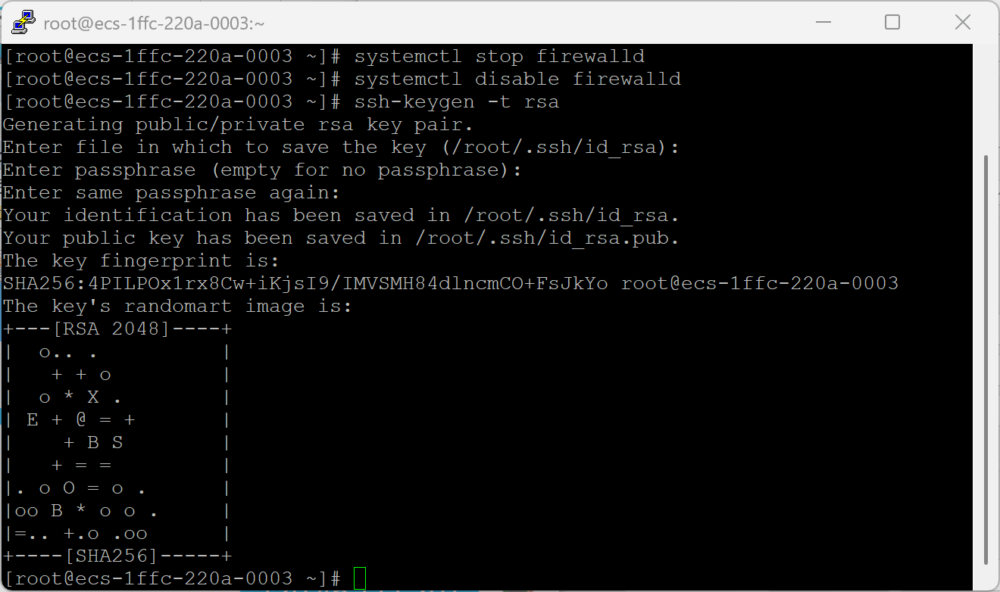 root@ecs-1ffc-220a-0003:~
[root@ecs-1ffc-220a-0003 ~]# systemctl stop firewalld
[root@ecs-1ffc-220a-0003 ~]# systemctl disable firewalld
[root@ecs-1ffc-220a-0003 ~]# ssh-keygen -t rsa
Generating public/private rsa key pair.
Enter file in which to save the key (/root/.ssh/id_rsa):
Enter passphrase (empty for no passphrase):
Enter same passphrase again:
Your identification has been saved in /root/.ssh/id_rsa.
Your public key has been saved in /root/.ssh/id_rsa.pub.
The key fingerprint is:
SHA256:4PILPOx1rx8Cw+iKjsI9/IMVSMH84dlncmCO+FsJkYo root@ecs-1ffc-220a-0003
The key's randomart image is:
+---[RSA 2048]----+
|  o.. .          |
|   + + o         |
|  o * X .        |
| E + @ = +       |
|    + B S        |
|   + = =         |
|. o O = o .      |
|oo B * o o .     |
|=.. +.o .oo      |
+----[SHA256]-----+
[root@ecs-1ffc-220a-0003 ~]#